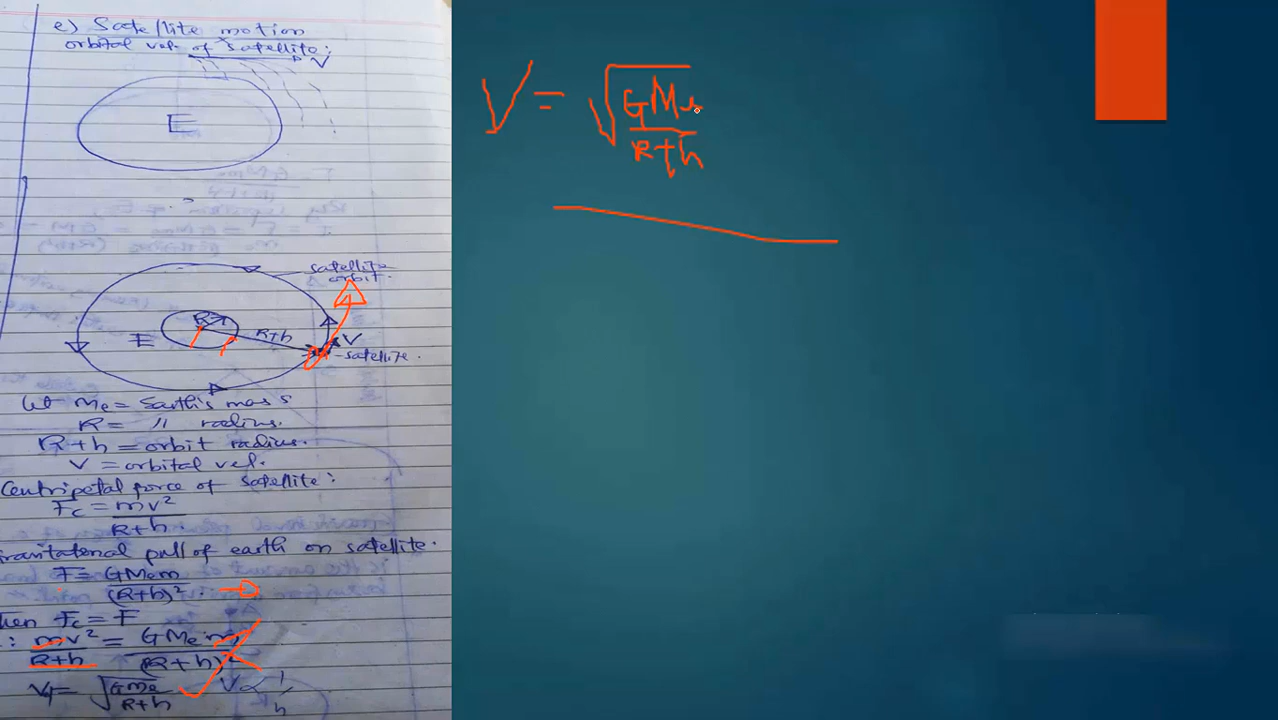 e) Satellite motion
orbital vel. of satellite:
V
E
satellite
orbit.
R
R+h
E
V
satellite.
Let Me = Earth's mass
R = 〃 radius.
R+h = orbit radius.
V = orbital vel.
Centripetal force of satellite:
Fc = mv²
R+h.
Gravitational pull of earth on satellite.
F = GMem
(R+h)².
When Fc = F
∴: mv² = GMem
R+h (R+h)²
V = √GMe V ∝ 1
R+h h
V = √GMe
R+h